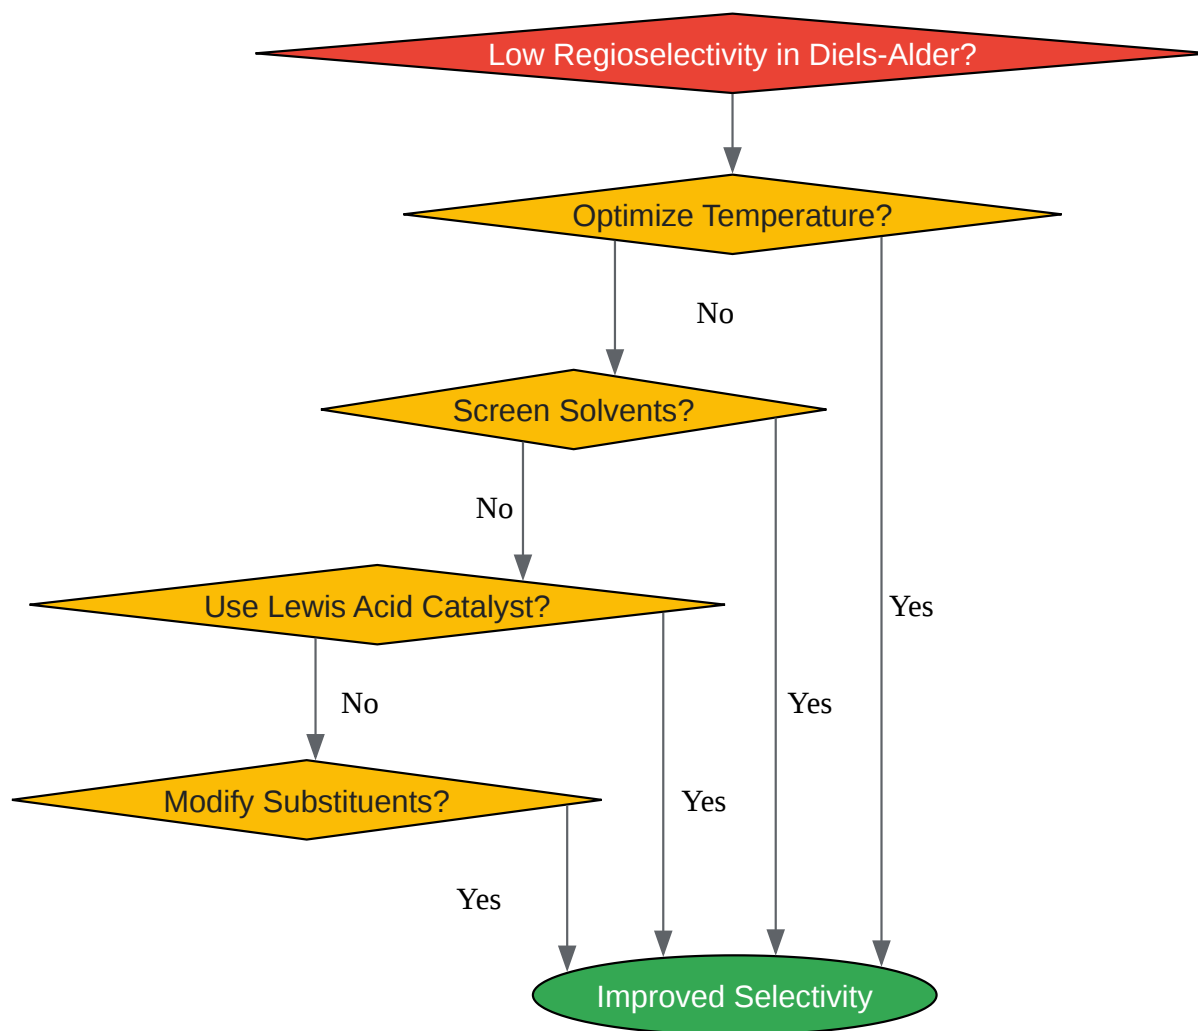 Low Regioselectivity in Diels-Alder?
Optimize Temperature?
No
Screen Solvents?
No
Use Lewis Acid Catalyst?
Yes
No
Yes
Modify Substituents?
Yes
Yes
Improved Selectivity